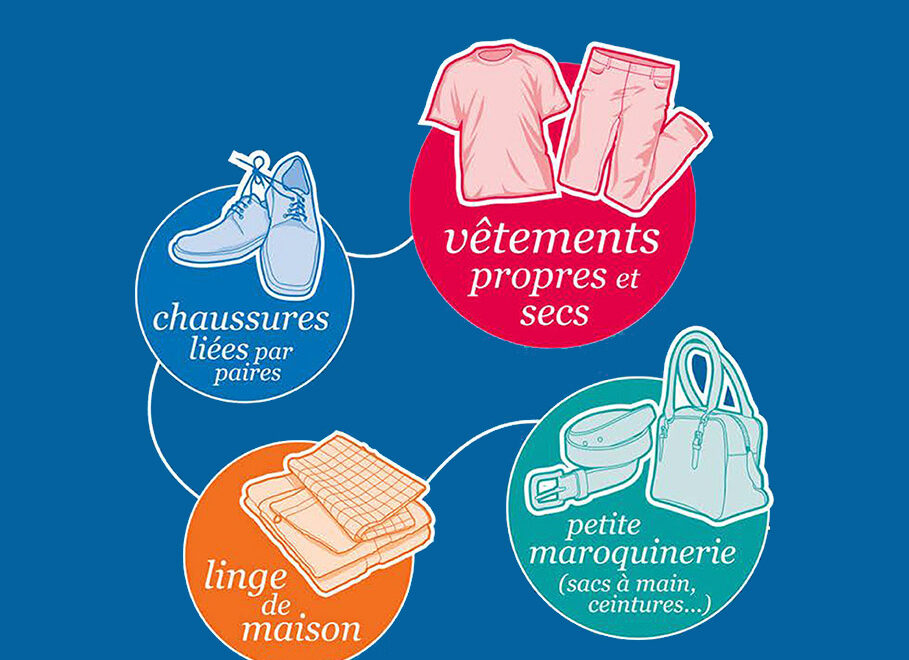 vêtements
propres et
secs
chaussures
liées par
paires
linge
de
maison
petite
maroquinerie
(sacs à main,
ceintures...)